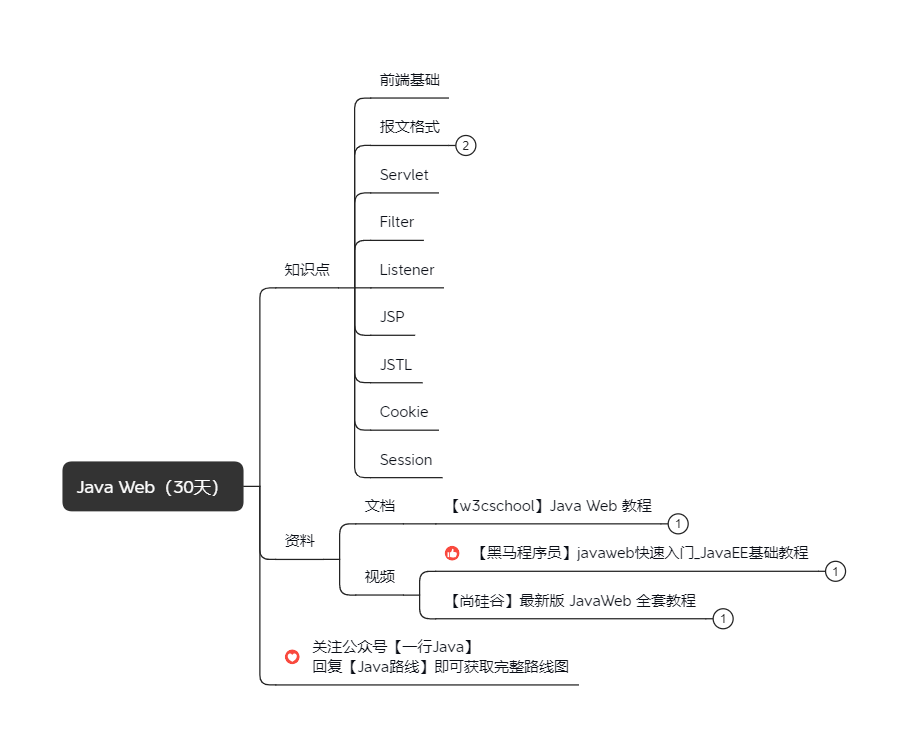 前端基础
报文格式
2
Servlet
Filter
知识点
Listener
JSP
JSTL
Cookie
Session
Java Web（30天）
资料
文档
【w3cschool】Java Web 教程
1
视频
【黑马程序员】javaweb快速入门_JavaEE基础教程
1
【尚硅谷】最新版 JavaWeb 全套教程
1
关注公众号【一行Java】
回复【Java路线】即可获取完整路线图